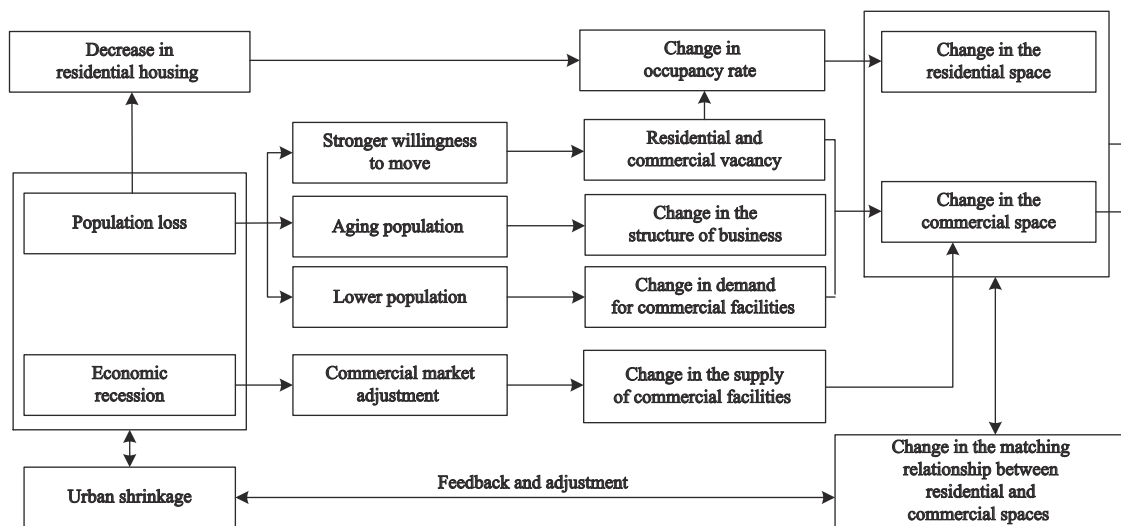 Decrease in
residential housing
Change in
occupancy rate
Change in the
residential space
Stronger willingness
to move
Residential and
commercial vacancy
Population loss
Aging population
Change in the
structure of business
Change in the
commercial space
Lower population
Change in demand
for commercial facilities
Economic
recession
Commercial market
adjustment
Change in the supply
of commercial facilities
Urban shrinkage
Feedback and adjustment
Change in the matching
relationship between
residential and
commercial spaces